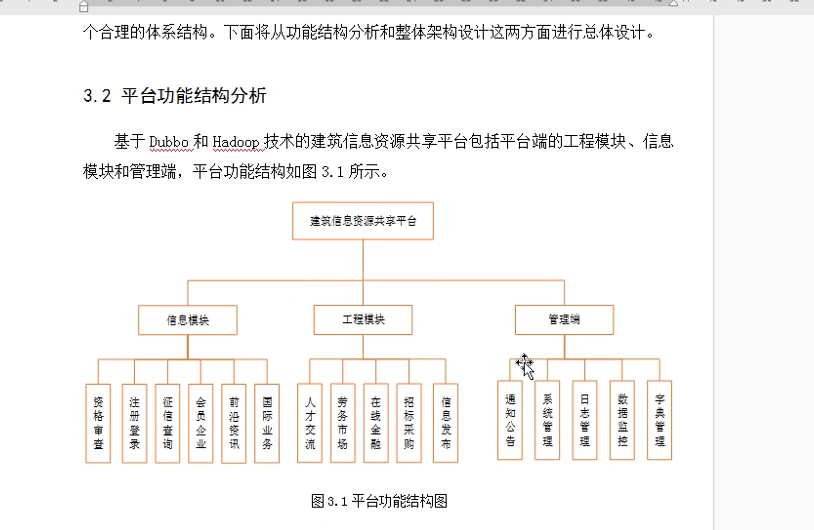 个合理的体系结构。下面将从功能结构分析和整体架构设计这两方面进行总体设计。
3.2 平台功能结构分析
基于 Dubbo 和 Hadoop 技术的建筑信息资源共享平台包括平台端的工程模块、信息
模块和管理端，平台功能结构如图 3.1 所示。
建筑信息资源共享平台
信息模块
工程模块
管理端
资格审查
注册登录
征信查询
会员企业
前沿资讯
国际业务
人才交流
劳务市场
在线金融
招标采购
信息发布
通知公告
系统管理
日志管理
数据监控
字典管理
图 3.1 平台功能结构图